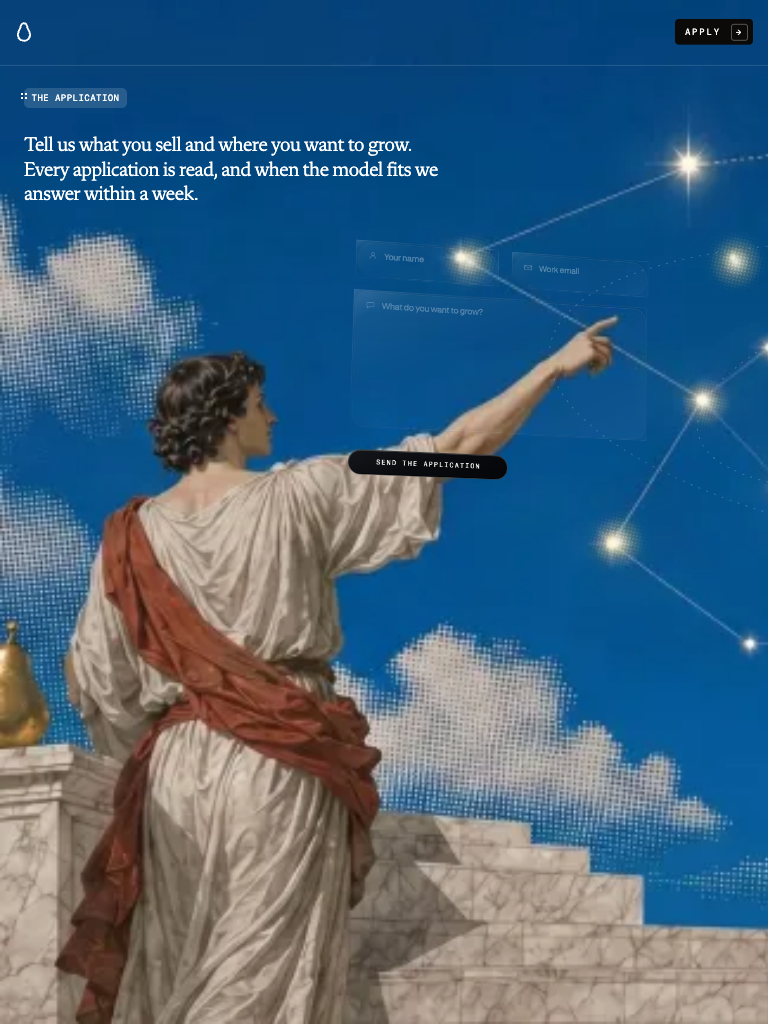 APPLY
THE APPLICATION
Tell us what you sell and where you want to grow.
Every application is read, and when the model fits we
answer within a week.
Your name
Work email
What do you want to grow?
SEND THE APPLICATION